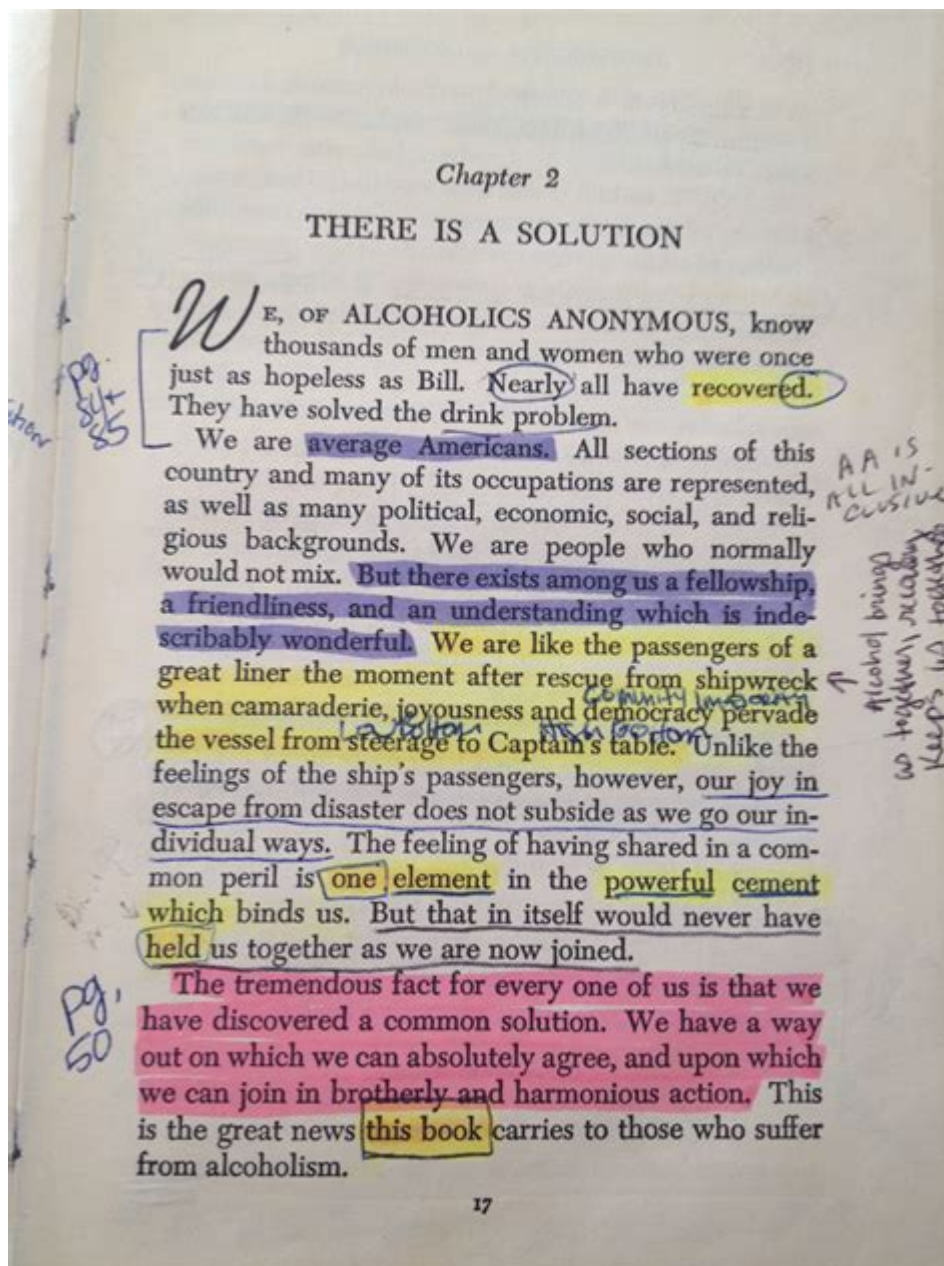 Chapter 2
THERE IS A SOLUTION
WE, OF ALCOHOLICS ANONYMOUS, know
thousands of men and women who were once
just as hopeless as Bill. Nearly all have recovered.
They have solved the drink problem.
pg.
84 +
85
We are average Americans. All sections of this
country and many of its occupations are represented,
as well as many political, economic, social, and reli-
gious backgrounds. We are people who normally
would not mix. But there exists among us a fellowship,
a friendliness, and an understanding which is inde-
scribably wonderful. We are like the passengers of a
great liner the moment after rescue from shipwreck
when camaraderie, joyousness and democracy pervade
the vessel from steerage to Captain's table. Unlike the
feelings of the ship's passengers, however, our joy in
escape from disaster does not subside as we go our in-
dividual ways. The feeling of having shared in a com-
mon peril is one element in the powerful cement
which binds us. But that in itself would never have
held us together as we are now joined.
AA IS
ALL IN-
CLUSIVE
Alcohol brings
us together, recovery
keeps us together
pg.
50
The tremendous fact for every one of us is that we
have discovered a common solution. We have a way
out on which we can absolutely agree, and upon which
we can join in brotherly and harmonious action. This
is the great news this book carries to those who suffer
from alcoholism.
17